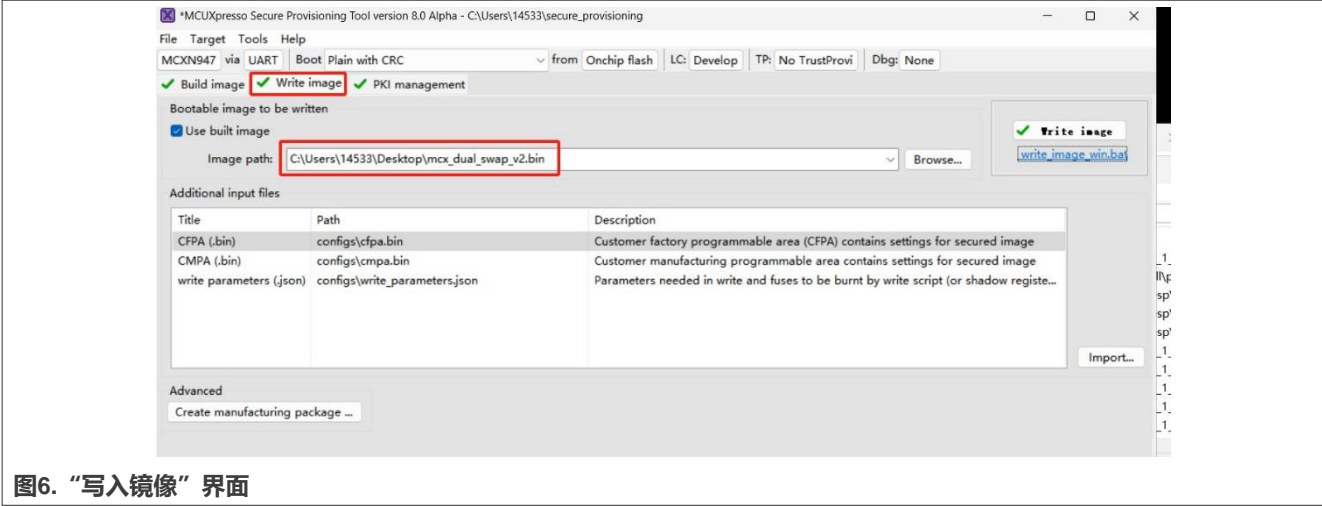 *MCUXpresso Secure Provisioning Tool version 8.0 Alpha - C:\Users\14533\secure_provisioning
File Target Tools Help
MCXN947 via UART Boot Plain with CRC from Onchip flash LC: Develop TP: No TrustProvi Dbg: None
Build image Write image PKI management
Bootable image to be written
Use built image
Write image
Image path: C:\Users\14533\Desktop\mcx_dual_swap_v2.bin Browse...
write_image_win.bat
Additional input files
Title Path Description
CFPA (.bin) configs\cfpa.bin Customer factory programmable area (CFPA) contains settings for secured image
CMPA (.bin) configs\cmpa.bin Customer manufacturing programmable area contains settings for secured image
write parameters (.json) configs\write_parameters.json Parameters needed in write and fuses to be burnt by write script (or shadow registe...
Import...
Advanced
Create manufacturing package ...
图6.“写入镜像”界面